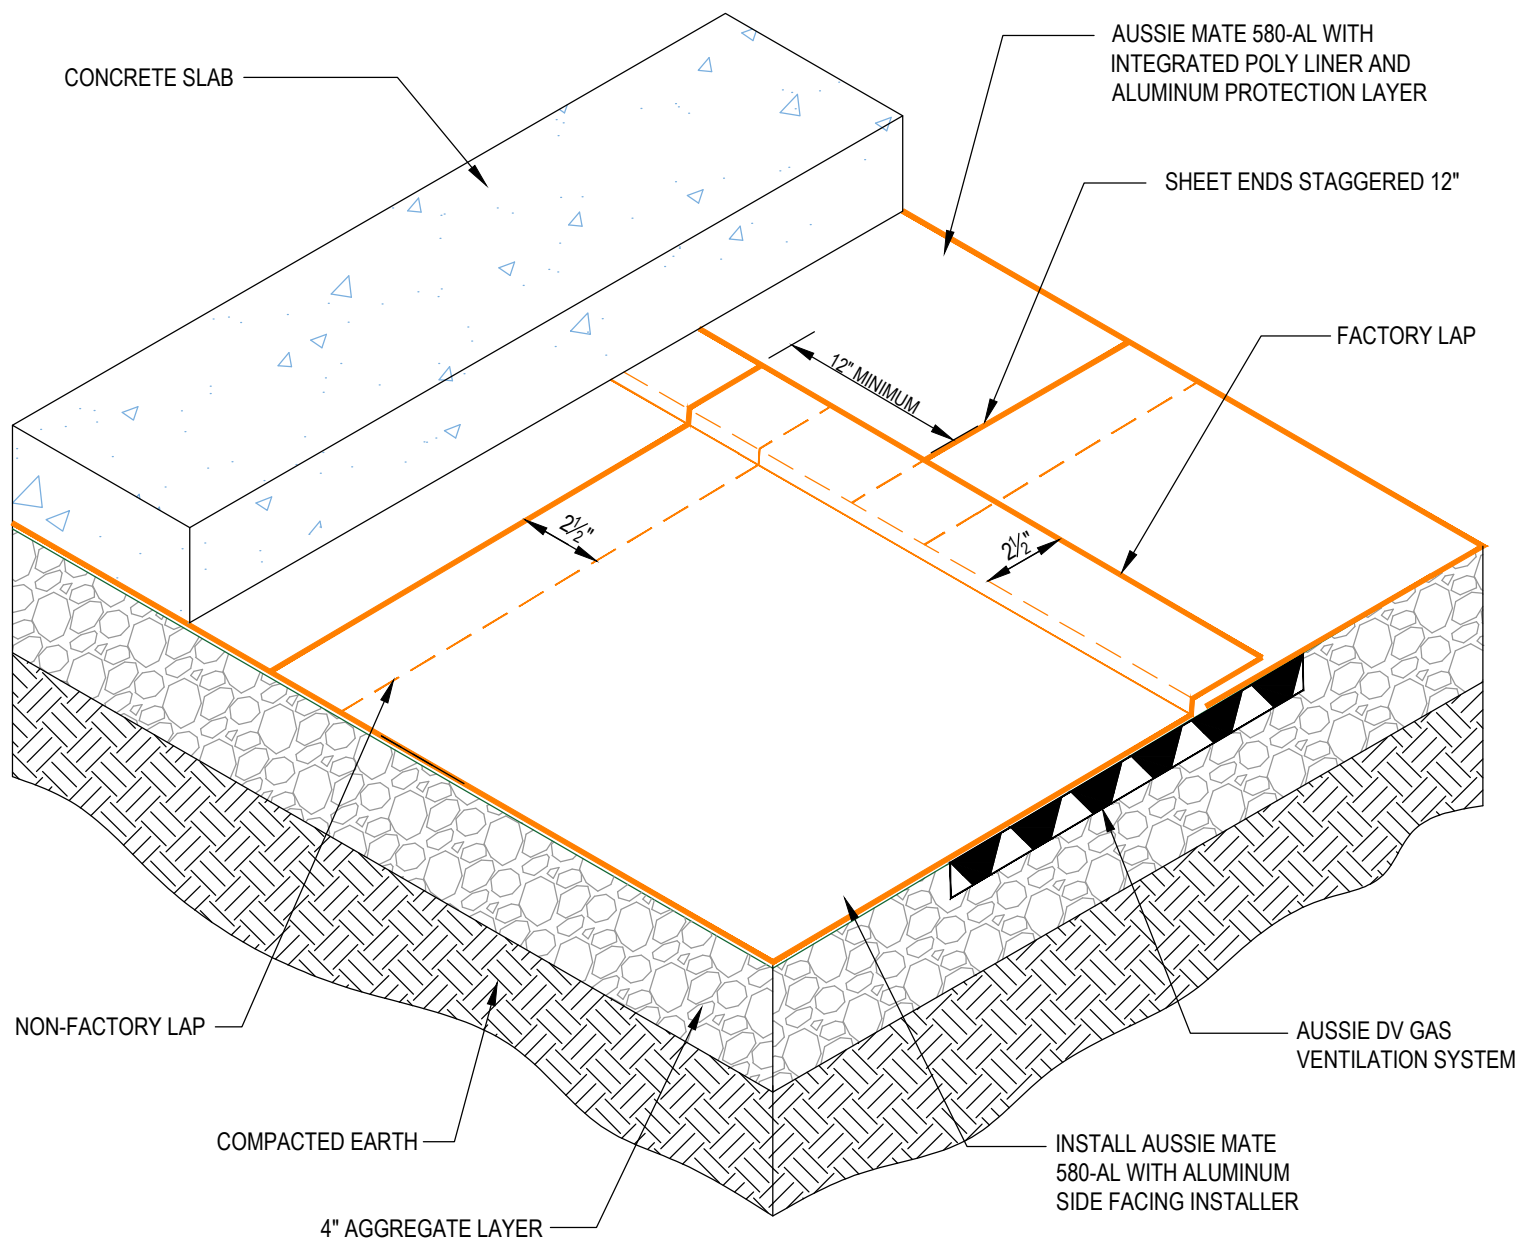 AUSSIE MATE 580-AL WITH
INTEGRATED POLY LINER AND
ALUMINUM PROTECTION LAYER
CONCRETE SLAB
SHEET ENDS STAGGERED 12"
FACTORY LAP
12" MINIMUM
2½"
2½"
NON-FACTORY LAP
AUSSIE DV GAS
VENTILATION SYSTEM
COMPACTED EARTH
INSTALL AUSSIE MATE
580-AL WITH ALUMINUM
SIDE FACING INSTALLER
4" AGGREGATE LAYER